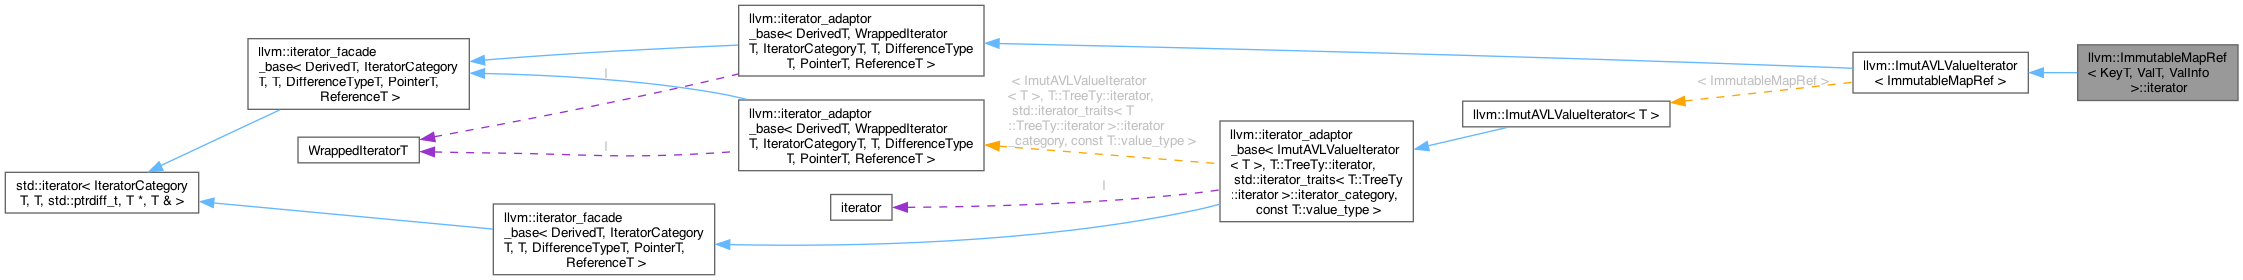 llvm::iterator_adaptor
_base< DerivedT, WrappedIterator
T, IteratorCategoryT, T, DifferenceType
T, PointerT, ReferenceT >
llvm::iterator_facade
_base< DerivedT, IteratorCategory
T, T, DifferenceTypeT, PointerT,
ReferenceT >
llvm::ImutAVLValueIterator
< ImmutableMapRef >
llvm::ImmutableMapRef
< KeyT, ValT, ValInfo
>::iterator
I
< ImutAVLValueIterator
< T >, T::TreeTy::iterator,
std::iterator_traits< T
::TreeTy::iterator >::iterator
_category, const T::value_type >
< ImmutableMapRef >
llvm::iterator_adaptor
_base< DerivedT, WrappedIterator
T, IteratorCategoryT, T, DifferenceType
T, PointerT, ReferenceT >
llvm::ImutAVLValueIterator< T >
WrappedIteratorT
I
llvm::iterator_adaptor
_base< ImutAVLValueIterator
< T >, T::TreeTy::iterator,
std::iterator_traits< T::TreeTy
::iterator >::iterator_category,
const T::value_type >
std::iterator< IteratorCategory
T, T, std::ptrdiff_t, T *, T & >
I
iterator
llvm::iterator_facade
_base< DerivedT, IteratorCategory
T, T, DifferenceTypeT, PointerT,
ReferenceT >